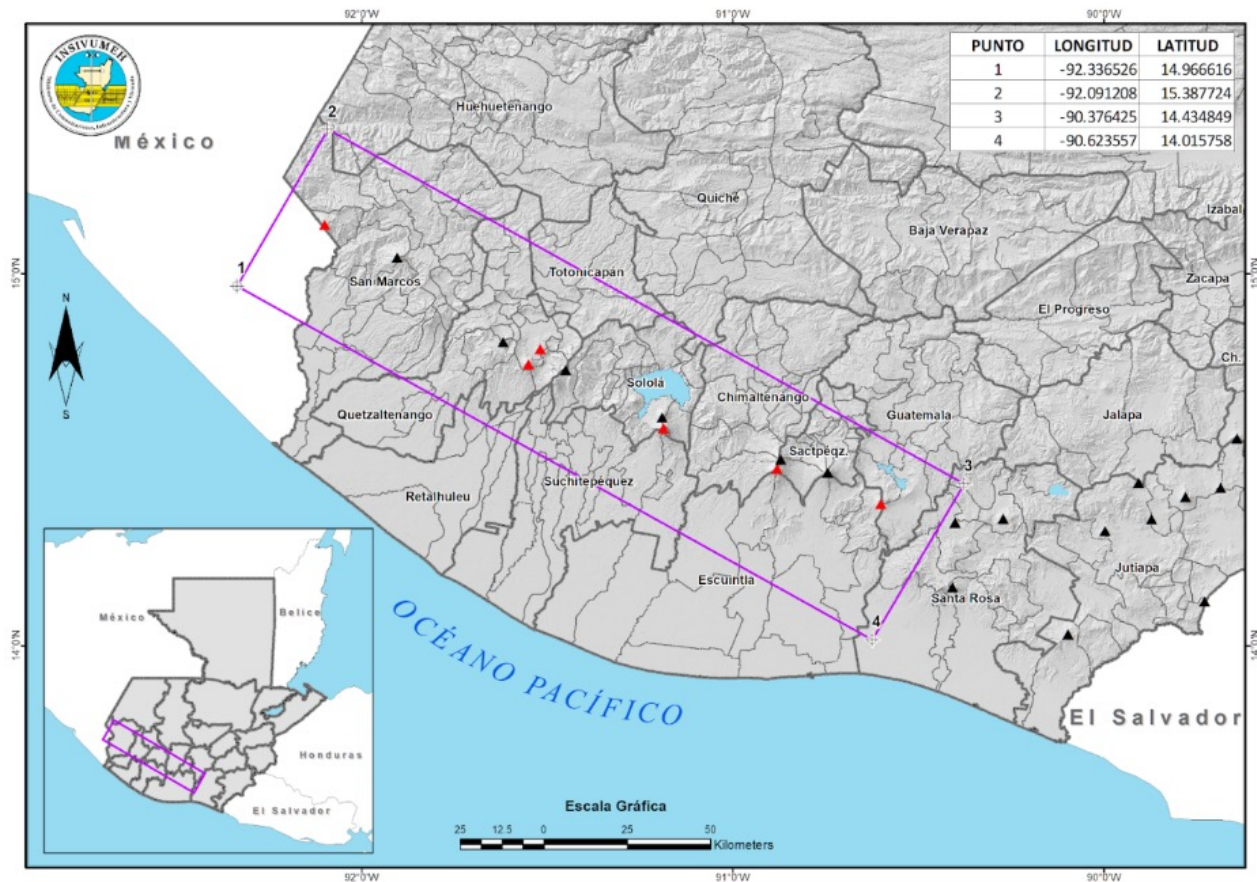 92°0'W 91°0'W 90°0'W
INSIVUMEH
PUNTO LONGITUD LATITUD
1 -92.336526 14.966616
2 -92.091208 15.387724
3 -90.376425 14.434849
4 -90.623557 14.015758
México
2
Huehuetenango
Quiché
Izabal
Baja Verapaz
15°0'N
1
San Marcos
Totonicapán
Zacapa
15°0'N
El Progreso
N
S
Ch.
Sololá
Chimaltenango
Quetzaltenango
Guatemala
Jalapa
Sactpéqz.
3
Retalhuleu
Suchitepéquez
Escuintla
Jutiapa
Santa Rosa
4
14°0'N
14°0'N
OCÉANO PACÍFICO
El Salvador
México
Belice
Honduras
El Salvador
Escala Gráfica
25 12.5 0 25 50
Kilometers
92°0'W 91°0'W 90°0'W